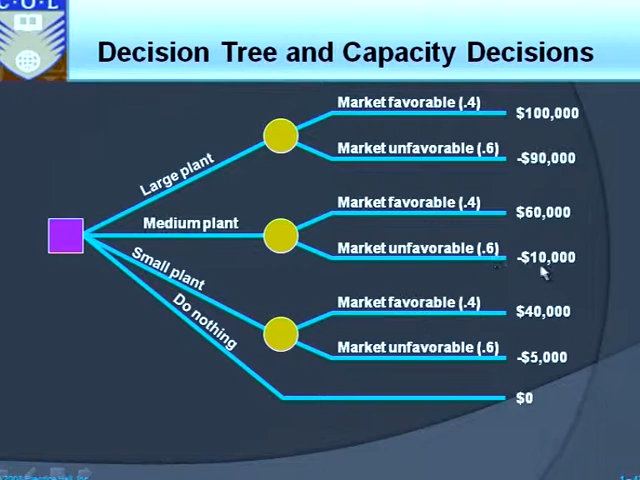 C·O·L
Decision Tree and Capacity Decisions
Market favorable (.4)
$100,000
Market unfavorable (.6)
-$90,000
Large plant
Market favorable (.4)
$60,000
Medium plant
Market unfavorable (.6)
-$10,000
Small plant
Market favorable (.4)
$40,000
Do nothing
Market unfavorable (.6)
-$5,000
$0